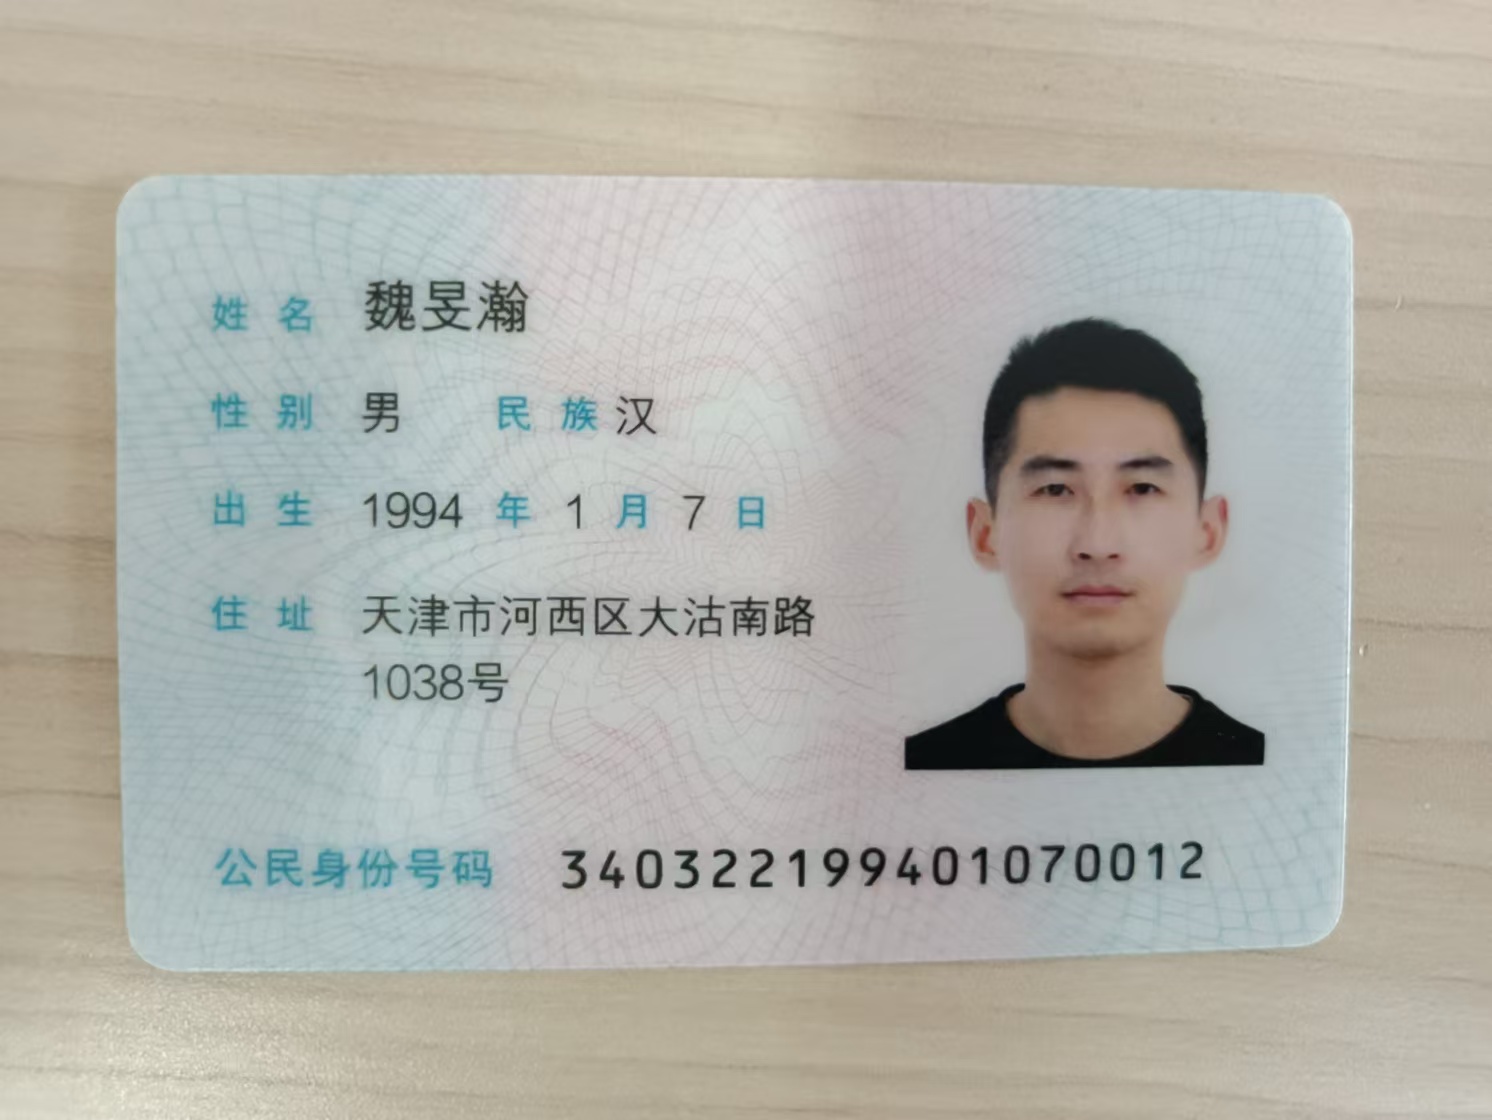 姓名 魏旻瀚
性别 男 民族 汉
出生 1994 年 1 月 7 日
住址 天津市河西区大沽南路
1038号
公民身份号码 340322199401070012